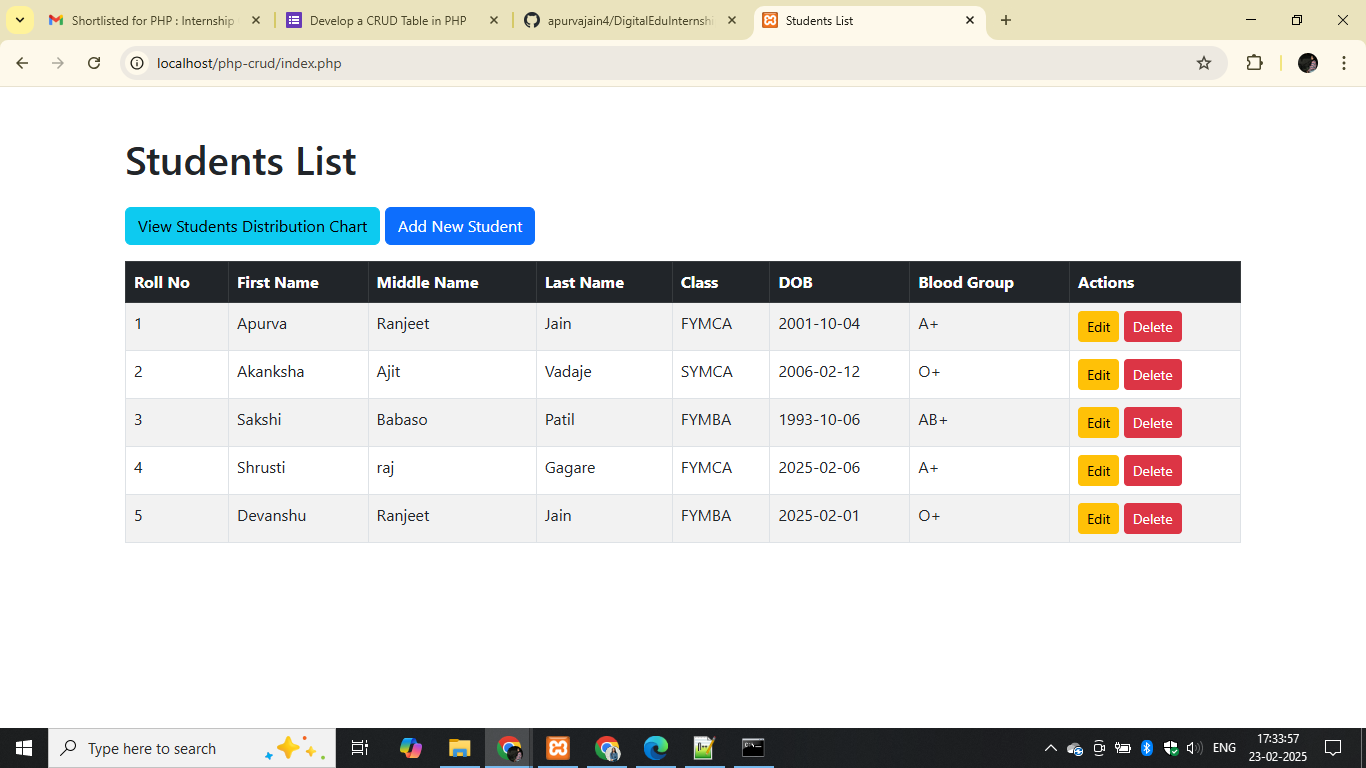 Shortlisted for PHP : Internship
Develop a CRUD Table in PHP
apurvajain4/DigitalEduInternshi
Students List
localhost/php-crud/index.php
Students List
View Students Distribution Chart Add New Student
Roll No First Name Middle Name Last Name Class DOB Blood Group Actions
1 Apurva Ranjeet Jain FYMCA 2001-10-04 A+ Edit Delete
2 Akanksha Ajit Vadaje SYMCA 2006-02-12 O+ Edit Delete
3 Sakshi Babaso Patil FYMBA 1993-10-06 AB+ Edit Delete
4 Shrusti raj Gagare FYMCA 2025-02-06 A+ Edit Delete
5 Devanshu Ranjeet Jain FYMBA 2025-02-01 O+ Edit Delete
Type here to search
ENG
17:33:57
23-02-2025